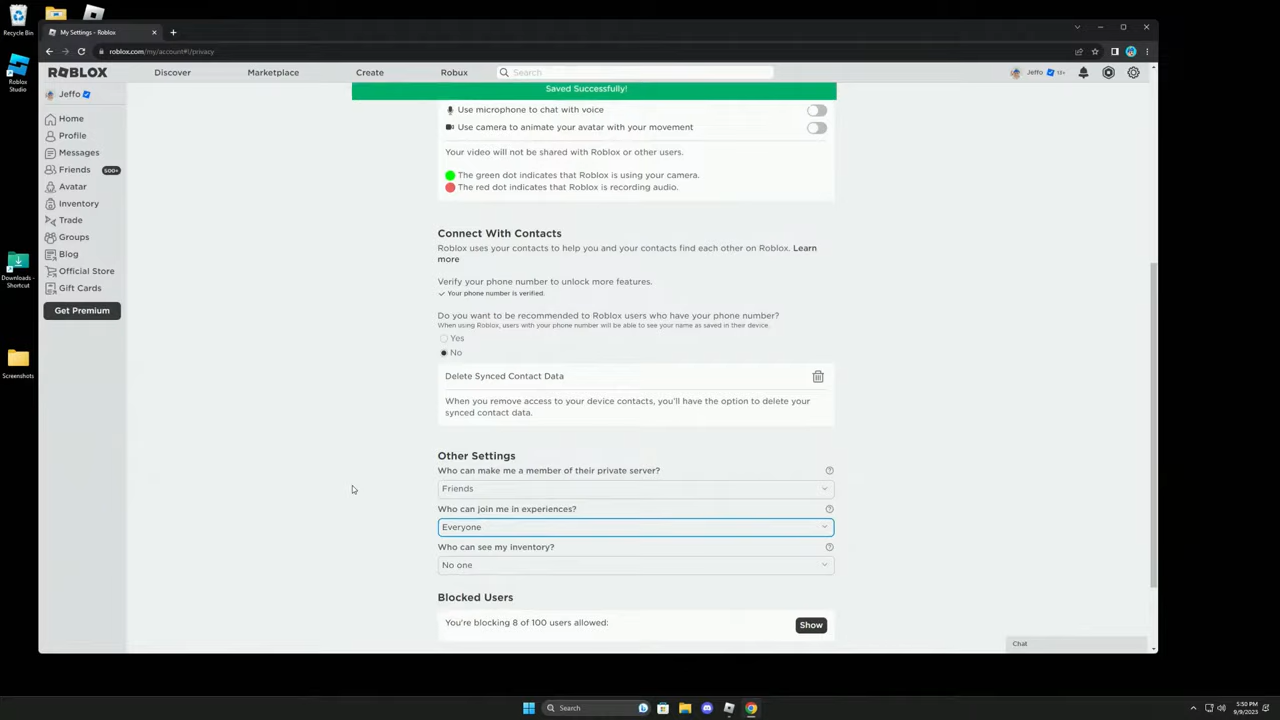 Recycle Bin
Roblox Studio
Downloads - Shortcut
Screenshots
My Settings - Roblox
roblox.com/my/account#!/privacy
ROBLOX
Discover
Marketplace
Create
Robux
Search
Jeffo
13+
Jeffo
Home
Profile
Messages
Friends
500+
Avatar
Inventory
Trade
Groups
Blog
Official Store
Gift Cards
Get Premium
Saved Successfully!
Use microphone to chat with voice
Use camera to animate your avatar with your movement
Your video will not be shared with Roblox or other users.
The green dot indicates that Roblox is using your camera.
The red dot indicates that Roblox is recording audio.
Connect With Contacts
Roblox uses your contacts to help you and your contacts find each other on Roblox. Learn
more
Verify your phone number to unlock more features.
Your phone number is verified.
Do you want to be recommended to Roblox users who have your phone number?
When using Roblox, users with your phone number will be able to see your name as saved in their device.
Yes
No
Delete Synced Contact Data
When you remove access to your device contacts, you'll have the option to delete your
synced contact data.
Other Settings
Who can make me a member of their private server?
Friends
Who can join me in experiences?
Everyone
Who can see my inventory?
No one
Blocked Users
You're blocking 8 of 100 users allowed:
Show
Chat
Search
5:50 PM
9/9/2023